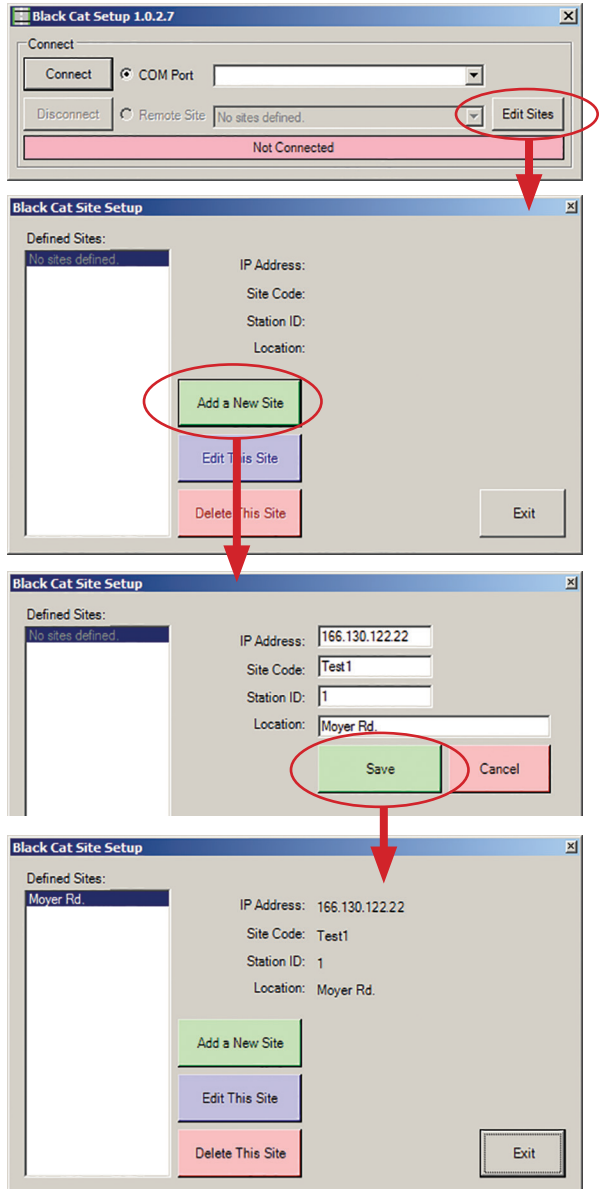 Black Cat Setup 1.0.2.7
Connect
Connect COM Port
Disconnect Remote Site No sites defined. Edit Sites
Not Connected
Black Cat Site Setup
Defined Sites:
No sites defined.
IP Address:
Site Code:
Station ID:
Location:
Add a New Site
Edit This Site
Delete This Site Exit
Black Cat Site Setup
Defined Sites:
No sites defined.
IP Address: 166.130.122.22
Site Code: Test1
Station ID: 1
Location: Moyer Rd.
Save Cancel
Black Cat Site Setup
Defined Sites:
Moyer Rd.
IP Address: 166.130.122.22
Site Code: Test1
Station ID: 1
Location: Moyer Rd.
Add a New Site
Edit This Site
Delete This Site Exit